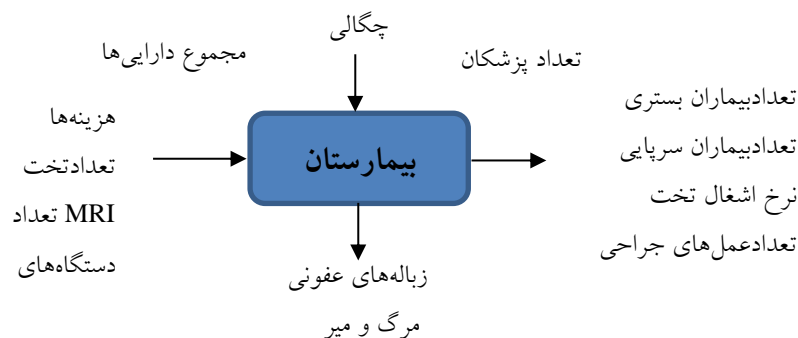 چگالی
مجموع دارایی‌ها
تعداد پزشکان
هزینه‌ها
تعدادتخت
تعداد MRI
دستگاه‌های
بیمارستان
تعدادبیماران بستری
تعدادبیماران سرپایی
نرخ اشغال تخت
تعدادعمل‌های جراحی
زباله‌های عفونی
مرگ و میر